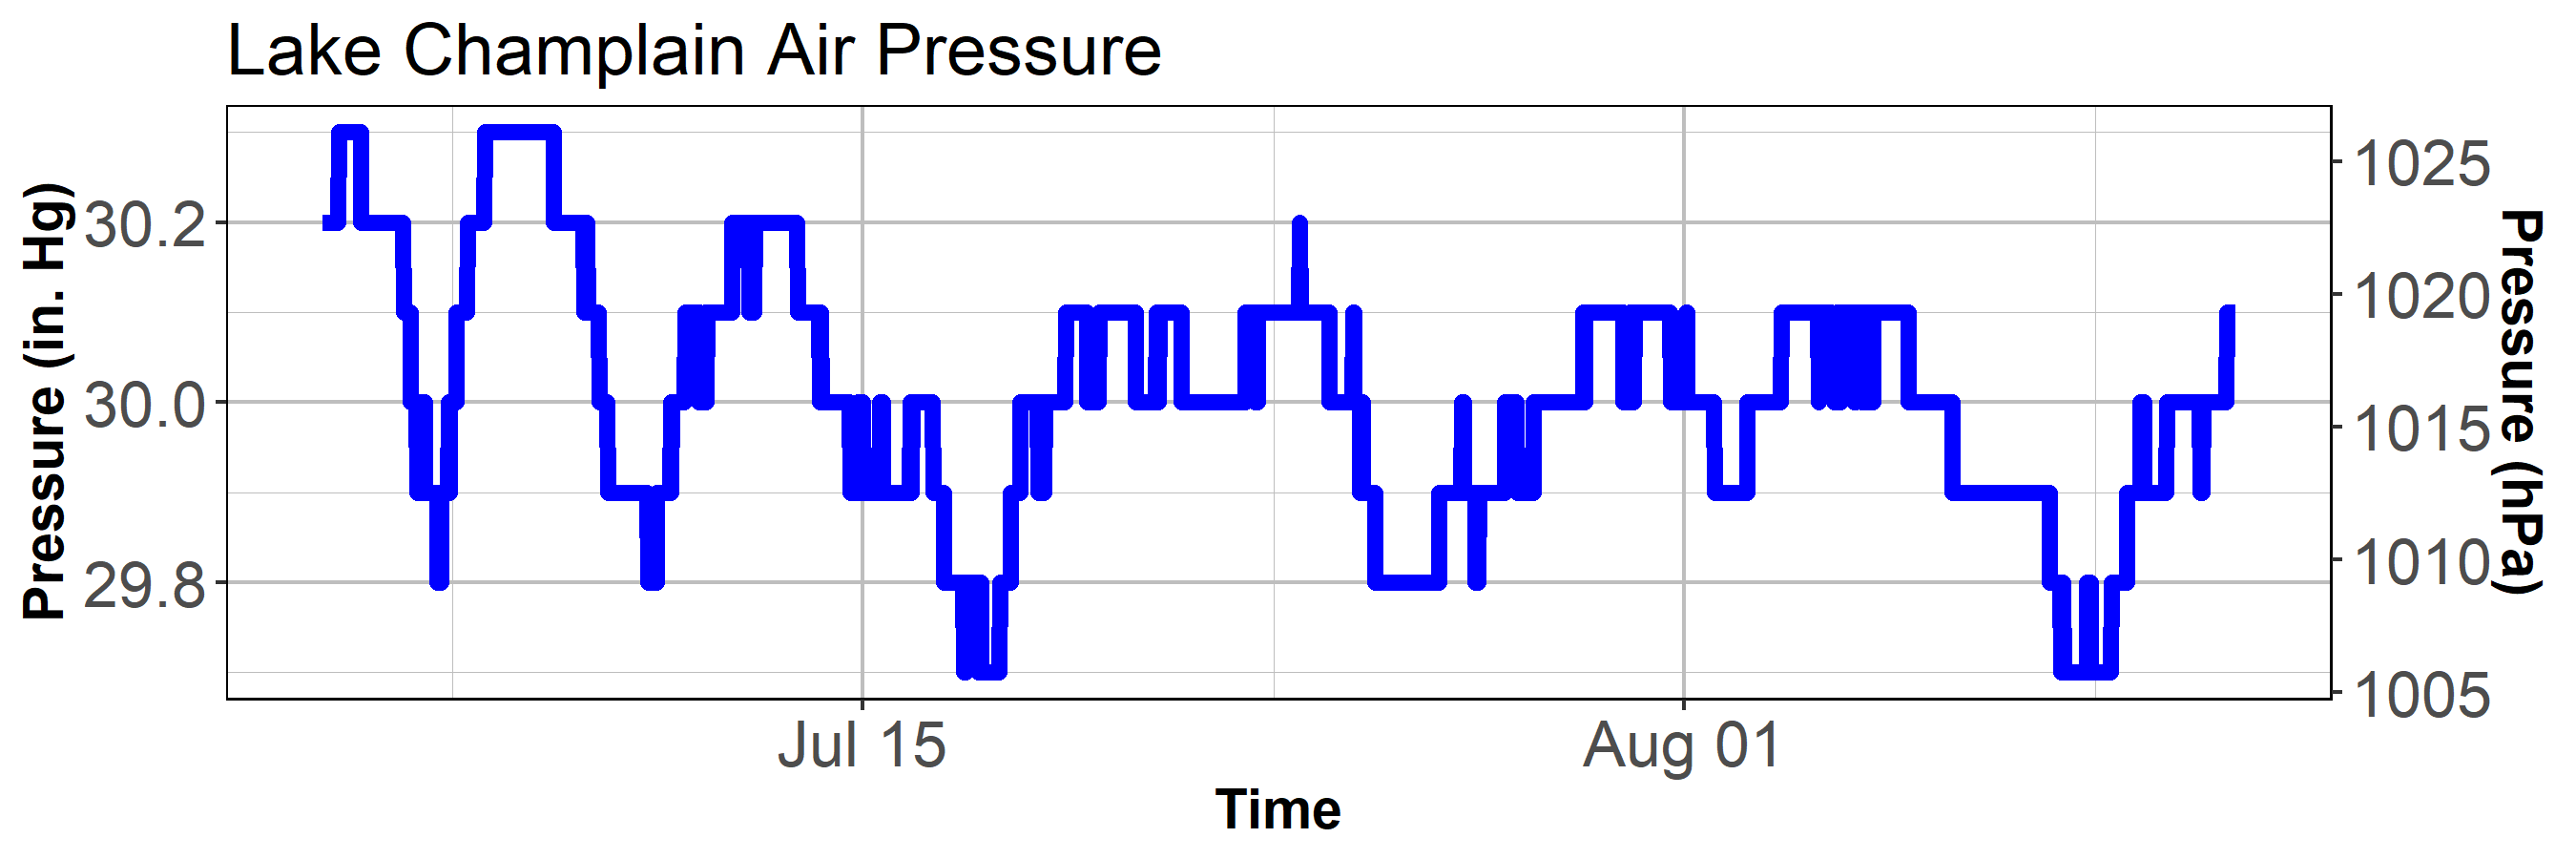 Lake Champlain Air Pressure
Pressure (in. Hg)
30.2
30.0
29.8
1025
1020
1015
1010
1005
Pressure (hPa)
Jul 15
Aug 01
Time